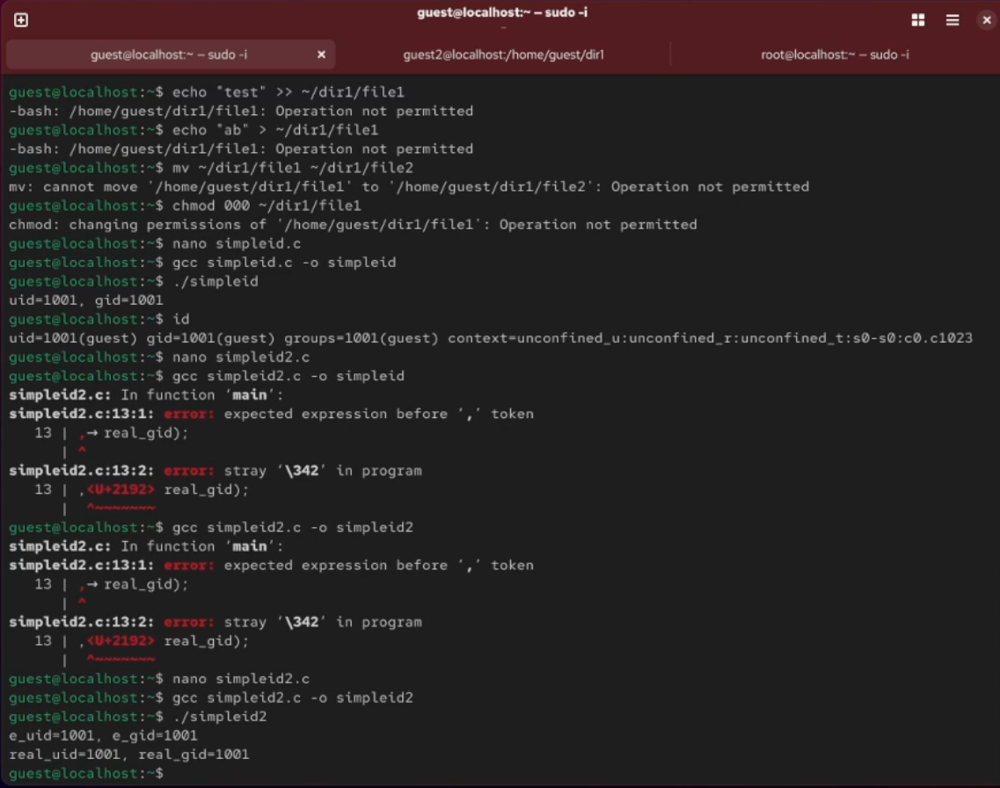 guest@localhost:~ — sudo -i
~
guest@localhost:~ — sudo -i
guest2@localhost:/home/guest/dir1
root@localhost:~ — sudo -i
guest@localhost:~$ echo "test" >> ~/dir1/file1
-bash: /home/guest/dir1/file1: Operation not permitted
guest@localhost:~$ echo "ab" > ~/dir1/file1
-bash: /home/guest/dir1/file1: Operation not permitted
guest@localhost:~$ mv ~/dir1/file1 ~/dir1/file2
mv: cannot move '/home/guest/dir1/file1' to '/home/guest/dir1/file2': Operation not permitted
guest@localhost:~$ chmod 000 ~/dir1/file1
chmod: changing permissions of '/home/guest/dir1/file1': Operation not permitted
guest@localhost:~$ nano simpleid.c
guest@localhost:~$ gcc simpleid.c -o simpleid
guest@localhost:~$ ./simpleid
uid=1001, gid=1001
guest@localhost:~$ id
uid=1001(guest) gid=1001(guest) groups=1001(guest) context=unconfined_u:unconfined_r:unconfined_t:s0-s0:c0.c1023
guest@localhost:~$ nano simpleid2.c
guest@localhost:~$ gcc simpleid2.c -o simpleid
simpleid2.c: In function ‘main’:
simpleid2.c:13:1: error: expected expression before ‘,’ token
   13 | ,→ real_gid);
      | ^
simpleid2.c:13:2: error: stray ‘\342’ in program
   13 | ,<U+2192> real_gid);
      |  ^~~~~~~~
guest@localhost:~$ gcc simpleid2.c -o simpleid2
simpleid2.c: In function ‘main’:
simpleid2.c:13:1: error: expected expression before ‘,’ token
   13 | ,→ real_gid);
      | ^
simpleid2.c:13:2: error: stray ‘\342’ in program
   13 | ,<U+2192> real_gid);
      |  ^~~~~~~~
guest@localhost:~$ nano simpleid2.c
guest@localhost:~$ gcc simpleid2.c -o simpleid2
guest@localhost:~$ ./simpleid2
e_uid=1001, e_gid=1001
real_uid=1001, real_gid=1001
guest@localhost:~$